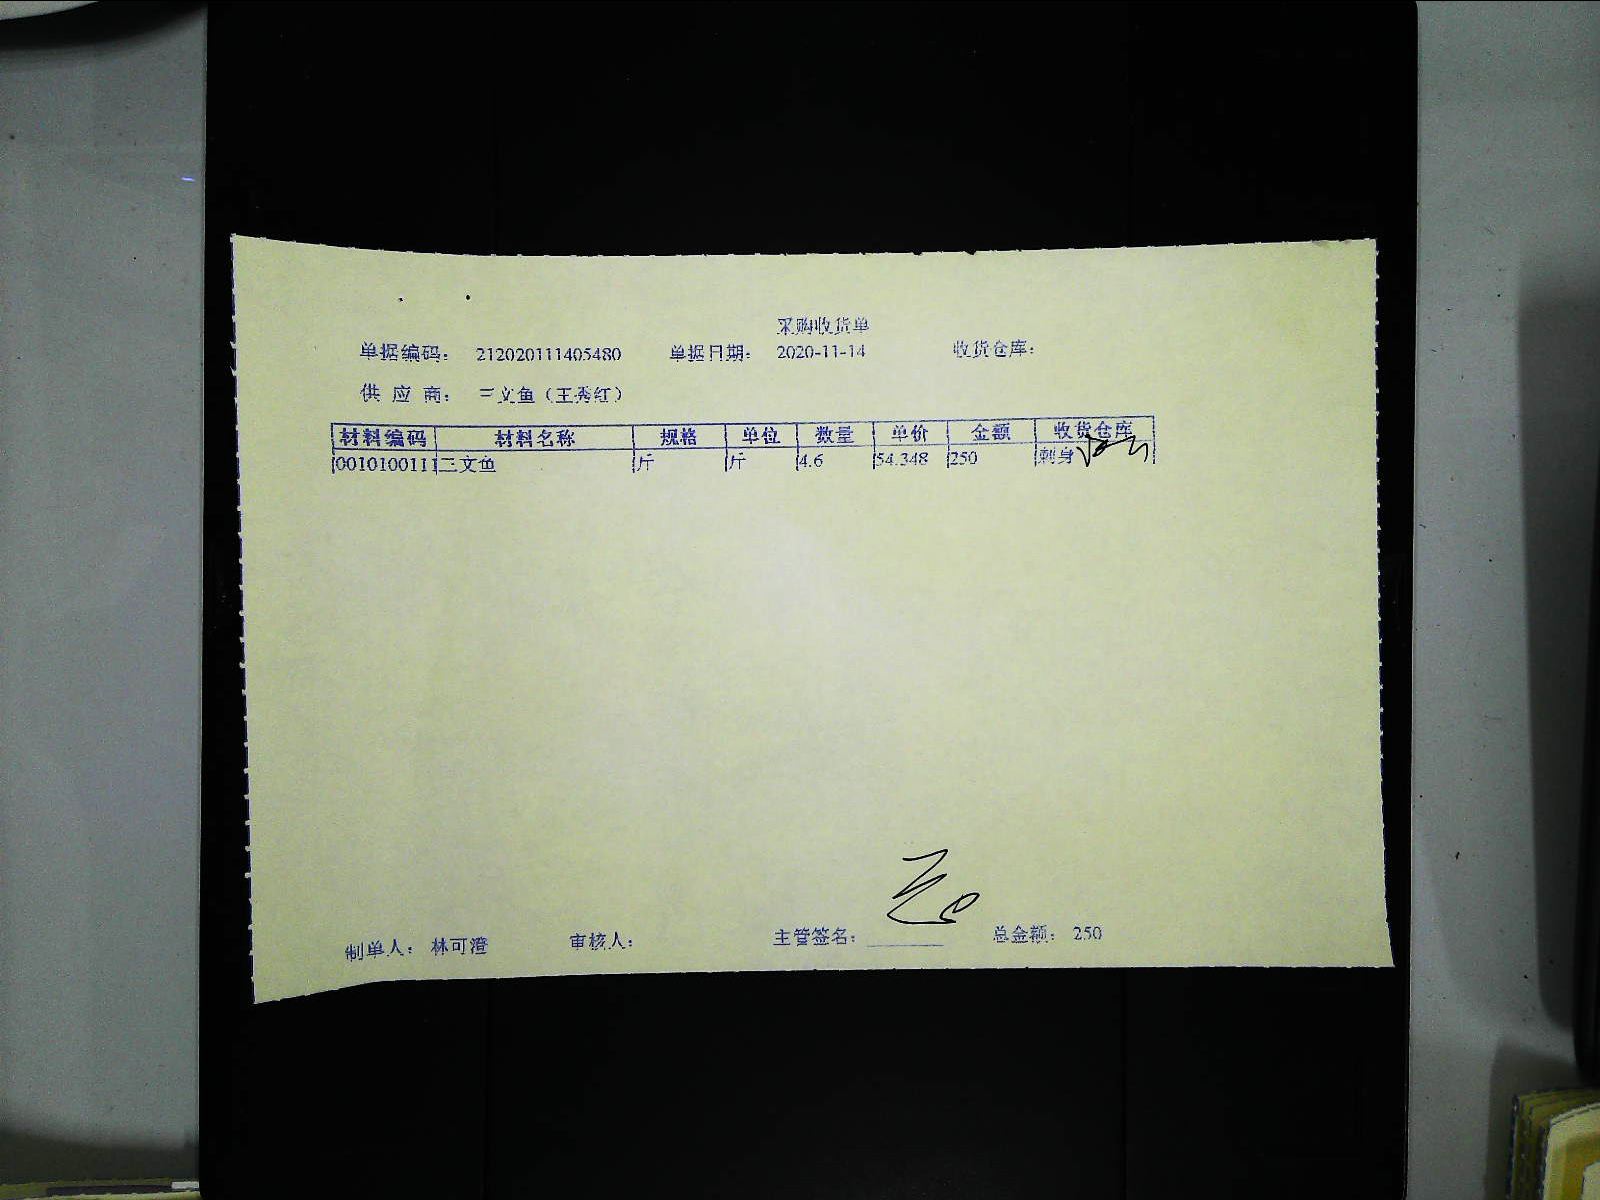 采购收货单
单据编码： 212020111405480 单据日期： 2020-11-14 收货仓库：
供 应 商： 三文鱼（王秀红）
材料编码 材料名称 规格 单位 数量 单价 金额 收货仓库
0010100111 三文鱼 斤 斤 4.6 54.348 250 刺身
制单人： 林可澄 审核人： 主管签名： 总金额： 250